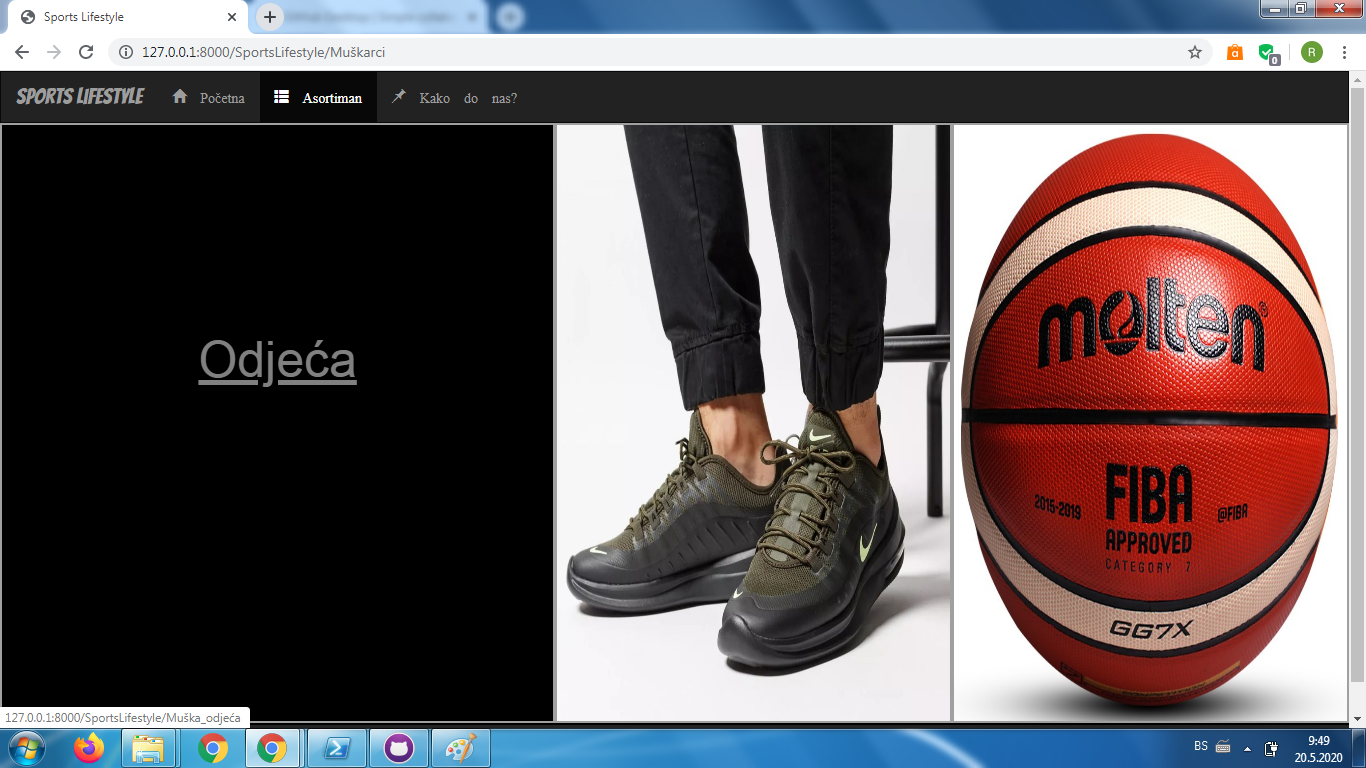 Sports Lifestyle
127.0.0.1:8000/SportsLifestyle/Muškarci
0
R
SPORTS LIFESTYLE Početna Asortiman Kako do nas?
Odjeća
molten
2015-2019 FIBA @FIBA
APPROVED
CATEGORY 7
GG7X
127.0.0.1:8000/SportsLifestyle/Muška_odjeća
BS
9:49
20.5.2020